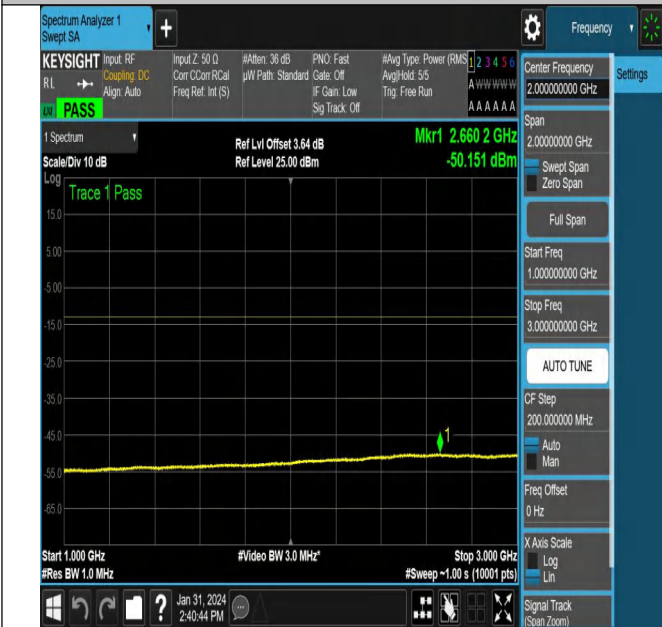 Spectrum Analyzer 1
Swept SA
Frequency
KEYSIGHT
RL
Input: RF
Coupling: DC
Align: Auto
Input Z: 50 Ω
Corr CCorr RCal
Freq Ref: Int (S)
#Atten: 36 dB
µW Path: Standard
PNO: Fast
Gate: Off
IF Gain: Low
Sig Track: Off
#Avg Type: Power (RMS
Avg|Hold: 5/5
Trig: Free Run
1 2 3 4 5 6
A W W W W W
A A A A A A
PASS
1 Spectrum
Scale/Div 10 dB
Ref Lvl Offset 3.64 dB
Ref Level 25.00 dBm
Mkr1 2.660 2 GHz
-50.151 dBm
Log
Trace 1 Pass
15.0
5.00
-5.00
-15.0
-25.0
-35.0
-45.0
-55.0
-65.0
1
Start 1.000 GHz
#Res BW 1.0 MHz
#Video BW 3.0 MHz*
Stop 3.000 GHz
#Sweep ~1.00 s (10001 pts)
Jan 31, 2024
2:40:44 PM
Center Frequency
2.000000000 GHz
Settings
Span
2.00000000 GHz
Swept Span
Zero Span
Full Span
Start Freq
1.000000000 GHz
Stop Freq
3.000000000 GHz
AUTO TUNE
CF Step
200.000000 MHz
Auto
Man
Freq Offset
0 Hz
X Axis Scale
Log
Lin
Signal Track
(Span Zoom)